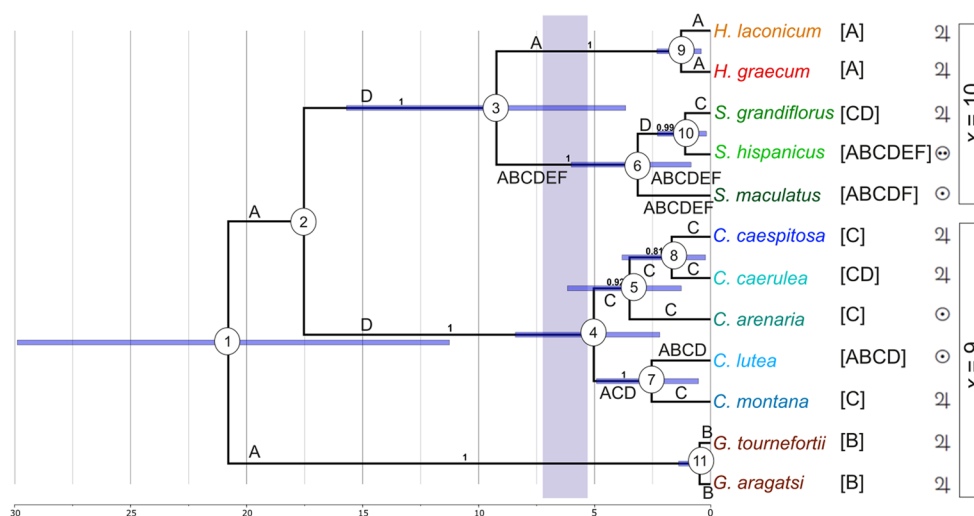 A 1 A 9 A H. laconicum [A] ♃
H. graecum [A] ♃
D 1 3 C S. grandiflorus [CD] ♃
D 0.99 10 S. hispanicus [ABCDEF] ⊙⊙
1 6 ABCDEF
ABCDEF S. maculatus [ABCDF] ⊙
ABCDEF
x = 10
A 2 C C. caespitosa [C] ♃
0.81 8
C C C. caerulea [CD] ♃
0.92 5
C C C. arenaria [C] ⊙
D 1 4
1 ABCD C. lutea [ABCD] ⊙
1 7
ACD C C. montana [C] ♃
x = 9
A 1 B G. tournefortii [B] ♃
11
B G. aragatsi [B] ♃
30 25 20 15 10 5 0